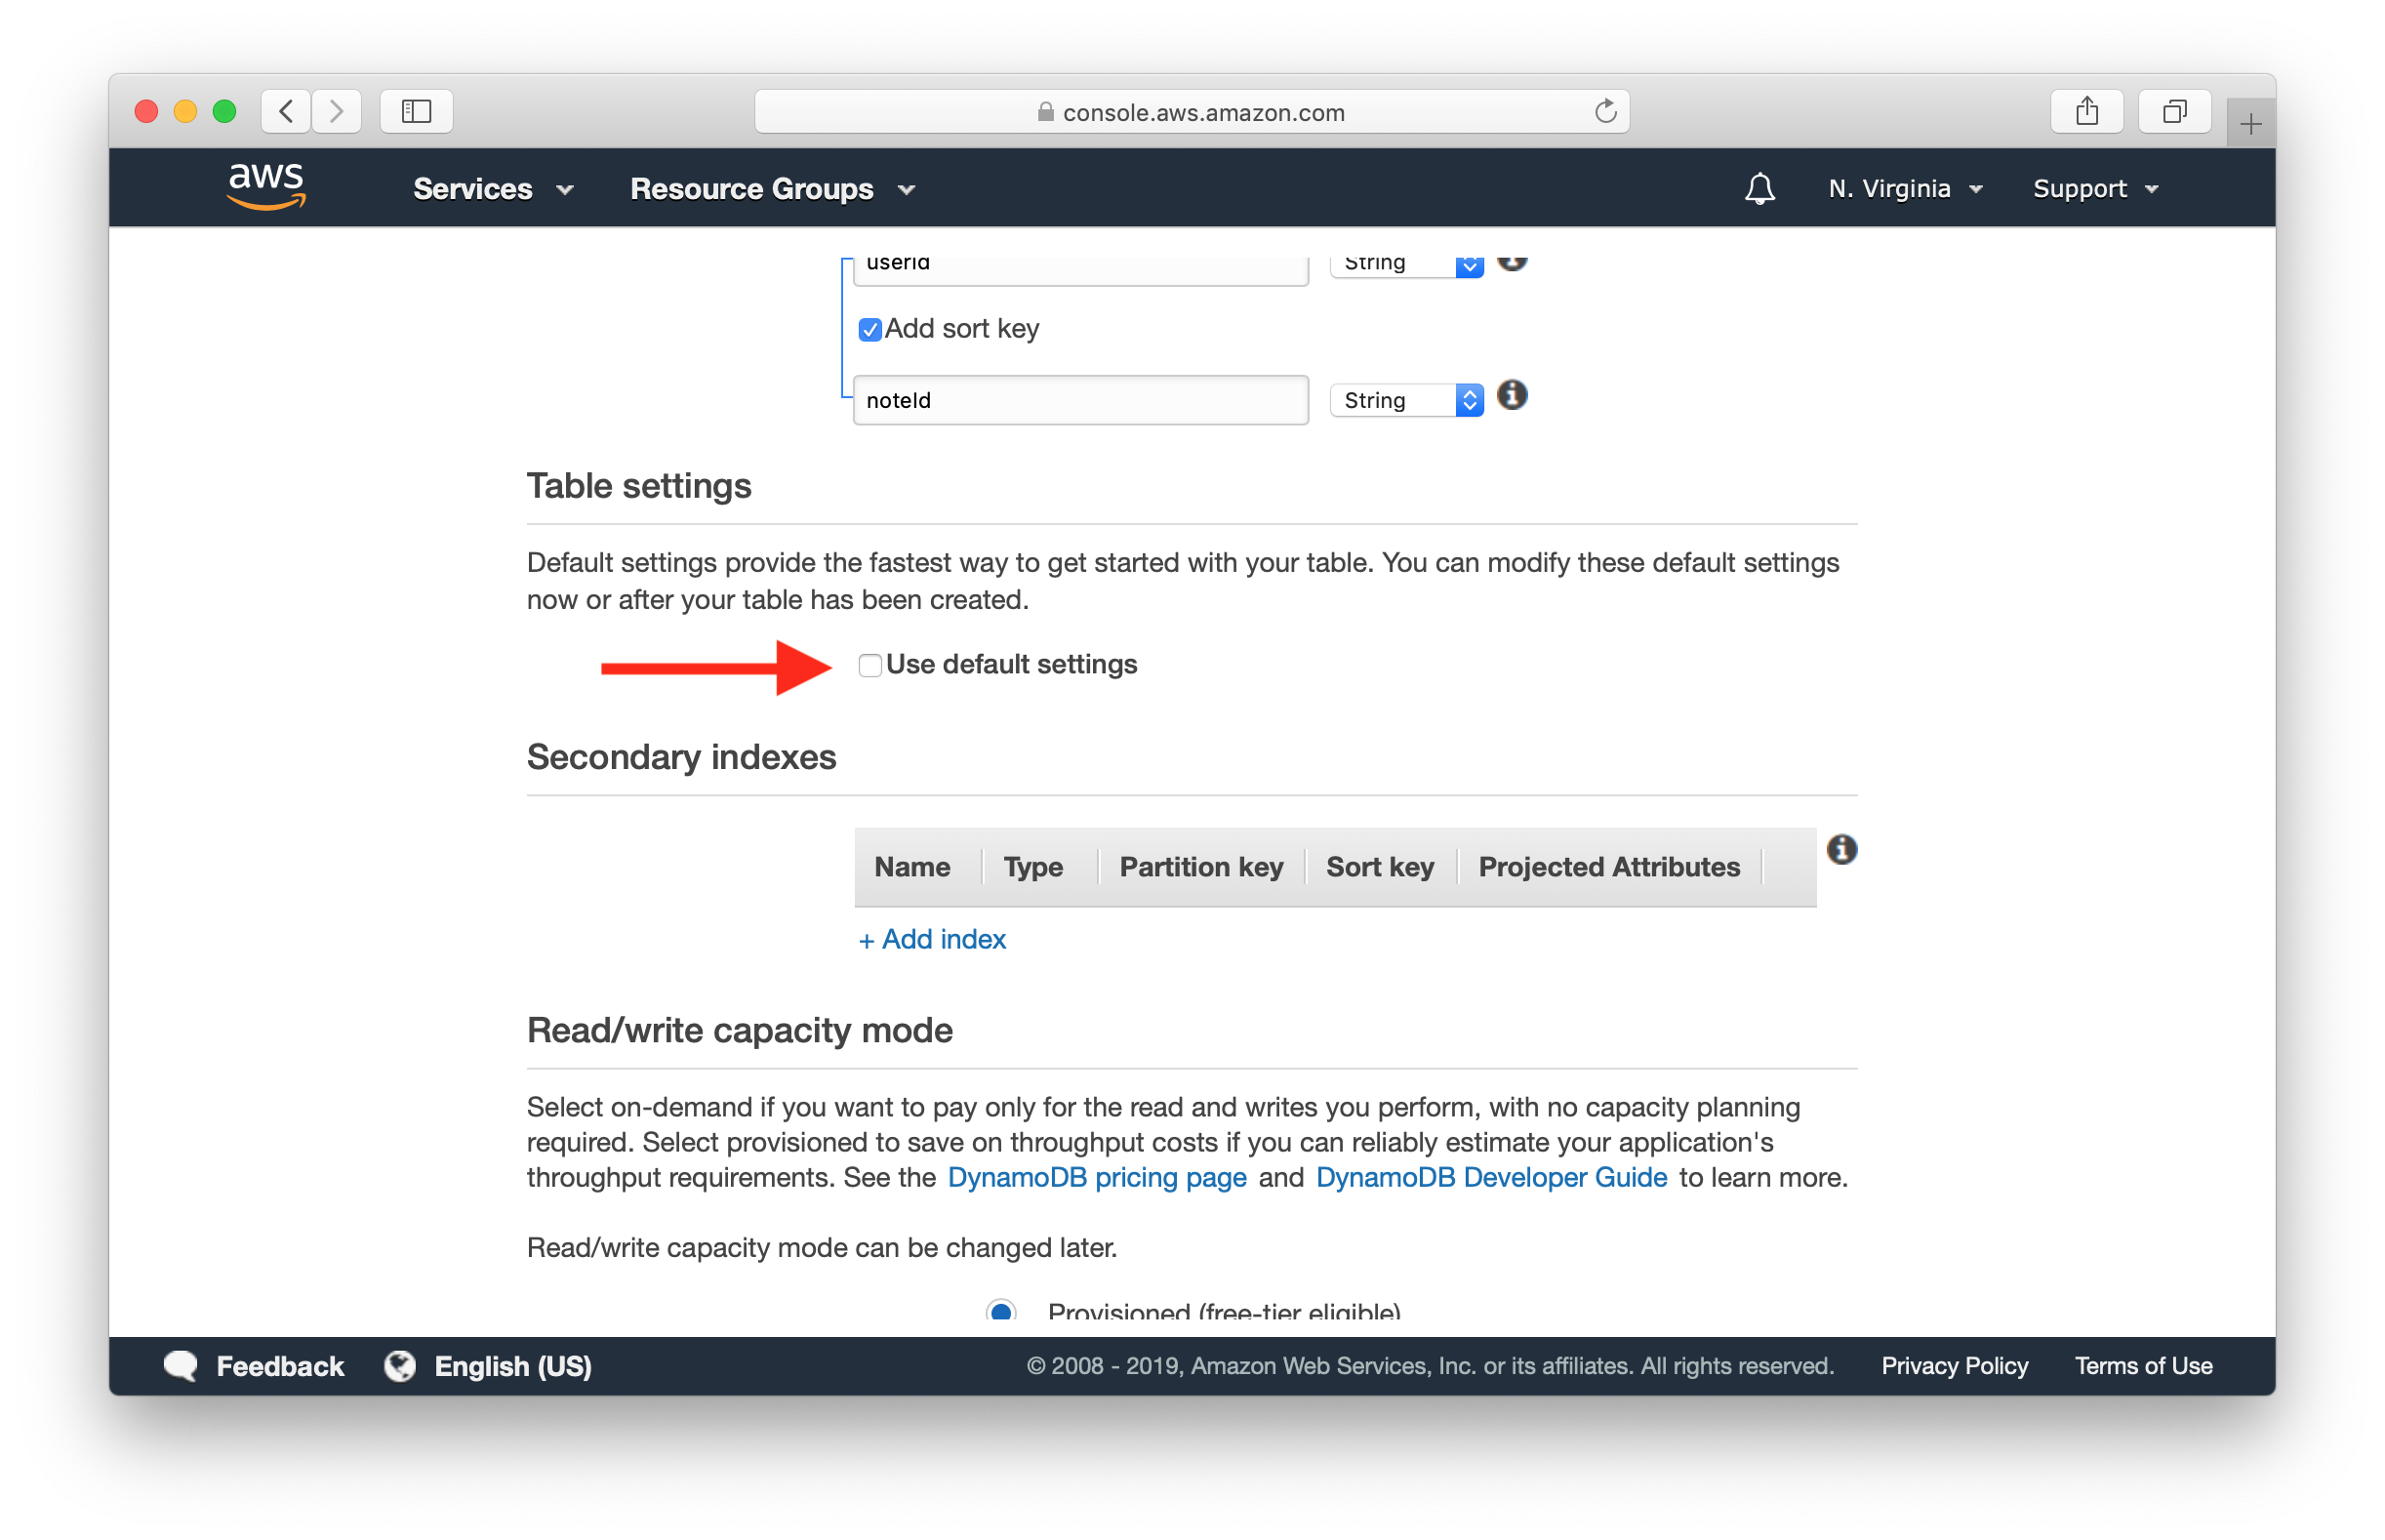 console.aws.amazon.com
aws Services Resource Groups N. Virginia Support
userId String
Add sort key
noteId String
Table settings
Default settings provide the fastest way to get started with your table. You can modify these default settings
now or after your table has been created.
Use default settings
Secondary indexes
Name Type Partition key Sort key Projected Attributes
+ Add index
Read/write capacity mode
Select on-demand if you want to pay only for the read and writes you perform, with no capacity planning
required. Select provisioned to save on throughput costs if you can reliably estimate your application's
throughput requirements. See the DynamoDB pricing page and DynamoDB Developer Guide to learn more.
Read/write capacity mode can be changed later.
Provisioned (free-tier eligible)
Feedback English (US) © 2008 - 2019, Amazon Web Services, Inc. or its affiliates. All rights reserved. Privacy Policy Terms of Use